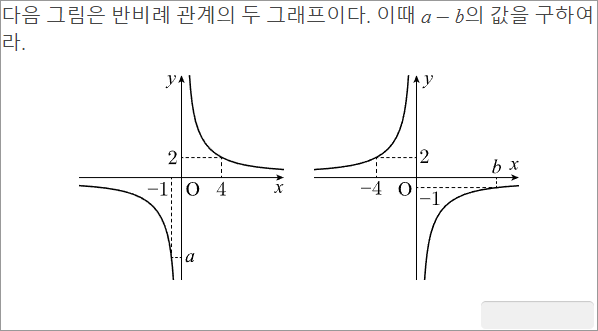 다음 그림은 반비례 관계의 두 그래프이다. 이때 a − b의 값을 구하여
라.
y
2
−1 O 4 x
a
y
2
b x
−4 O
−1